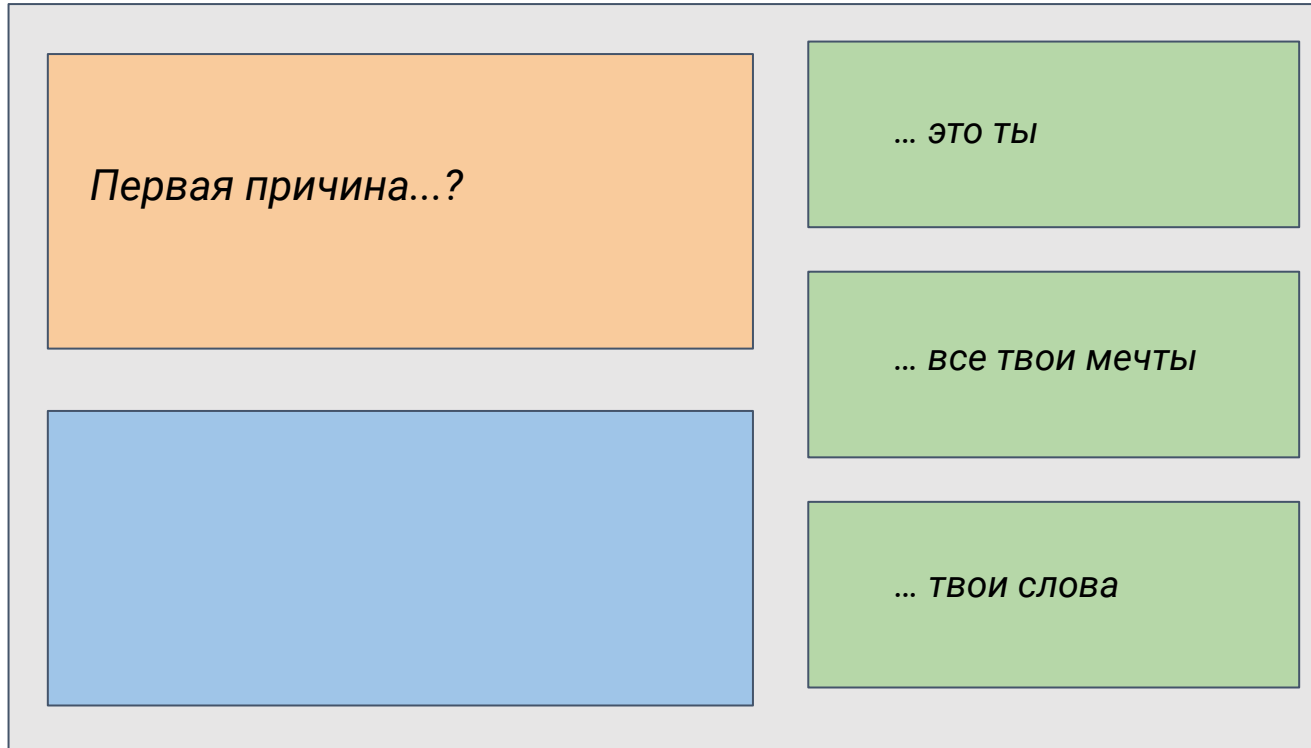 Первая причина...?
... это ты
... все твои мечты
... твои слова